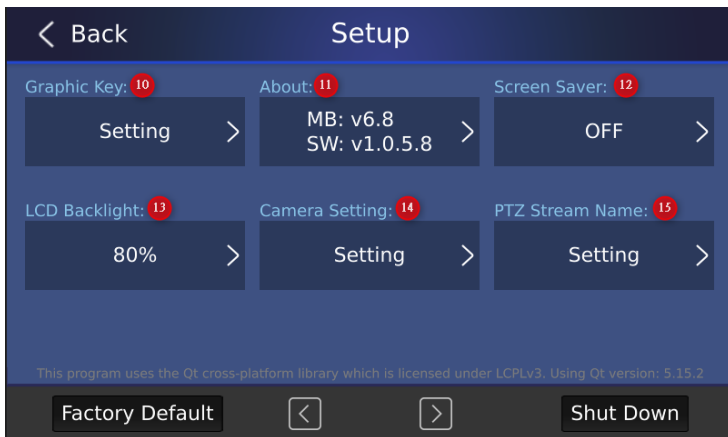 Back
Setup
Graphic Key: 10
About: 11
Screen Saver: 12
Setting
MB: v6.8
SW: v1.0.5.8
OFF
LCD Backlight: 13
Camera Setting: 14
PTZ Stream Name: 15
80%
Setting
Setting
This program uses the Qt cross-platform library which is licensed under LCPLv3. Using Qt version: 5.15.2
Factory Default
Shut Down